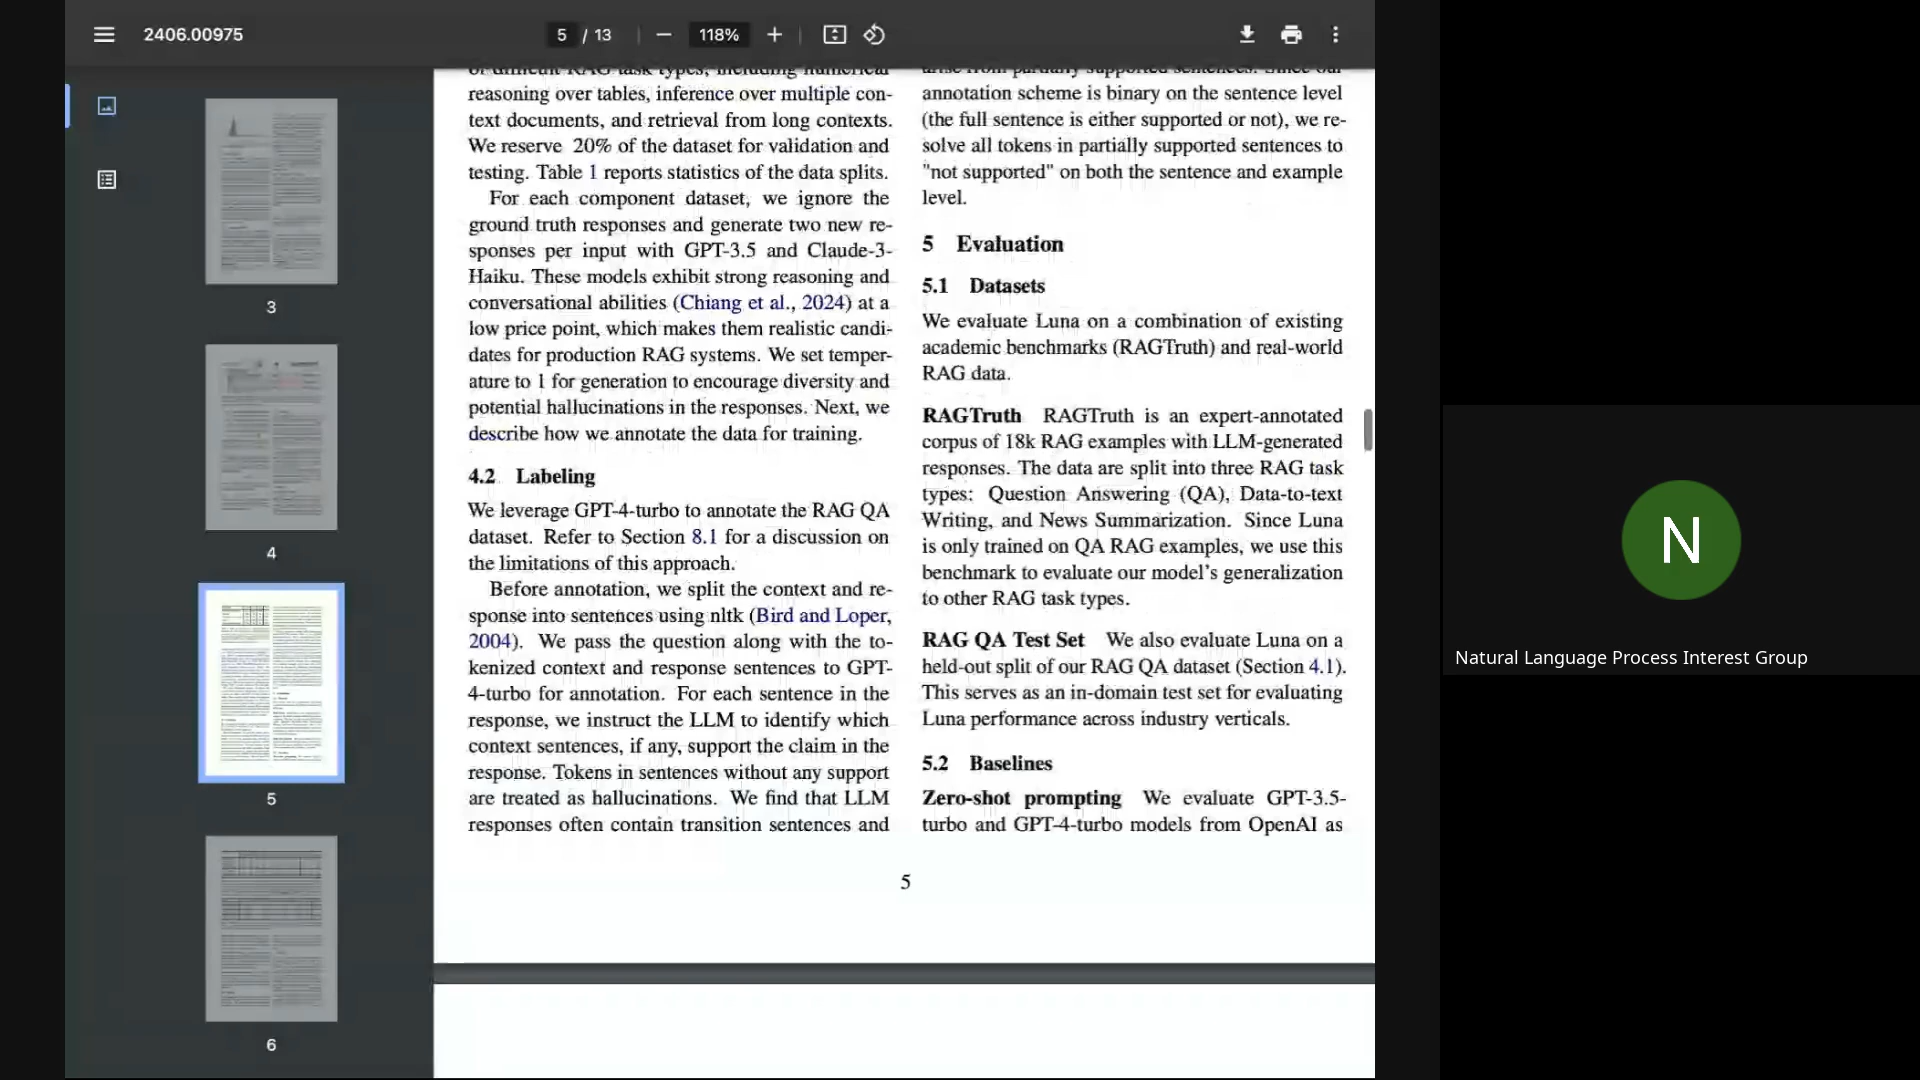 2406.00975
5 / 13
118%
3
4
5
6
of different RAG task types, including numerical
reasoning over tables, inference over multiple con-
text documents, and retrieval from long contexts.
We reserve 20% of the dataset for validation and
testing. Table 1 reports statistics of the data splits.
For each component dataset, we ignore the
ground truth responses and generate two new re-
sponses per input with GPT-3.5 and Claude-3-
Haiku. These models exhibit strong reasoning and
conversational abilities (Chiang et al., 2024) at a
low price point, which makes them realistic candi-
dates for production RAG systems. We set temper-
ature to 1 for generation to encourage diversity and
potential hallucinations in the responses. Next, we
describe how we annotate the data for training.
4.2 Labeling
We leverage GPT-4-turbo to annotate the RAG QA
dataset. Refer to Section 8.1 for a discussion on
the limitations of this approach.
Before annotation, we split the context and re-
sponse into sentences using nltk (Bird and Loper,
2004). We pass the question along with the to-
kenized context and response sentences to GPT-
4-turbo for annotation. For each sentence in the
response, we instruct the LLM to identify which
context sentences, if any, support the claim in the
response. Tokens in sentences without any support
are treated as hallucinations. We find that LLM
responses often contain transition sentences and
arise from partially supported sentences. Since our
annotation scheme is binary on the sentence level
(the full sentence is either supported or not), we re-
solve all tokens in partially supported sentences to
"not supported" on both the sentence and example
level.
5 Evaluation
5.1 Datasets
We evaluate Luna on a combination of existing
academic benchmarks (RAGTruth) and real-world
RAG data.
RAGTruth RAGTruth is an expert-annotated
corpus of 18k RAG examples with LLM-generated
responses. The data are split into three RAG task
types: Question Answering (QA), Data-to-text
Writing, and News Summarization. Since Luna
is only trained on QA RAG examples, we use this
benchmark to evaluate our model's generalization
to other RAG task types.
RAG QA Test Set We also evaluate Luna on a
held-out split of our RAG QA dataset (Section 4.1).
This serves as an in-domain test set for evaluating
Luna performance across industry verticals.
5.2 Baselines
Zero-shot prompting We evaluate GPT-3.5-
turbo and GPT-4-turbo models from OpenAI as
5
N
Natural Language Process Interest Group